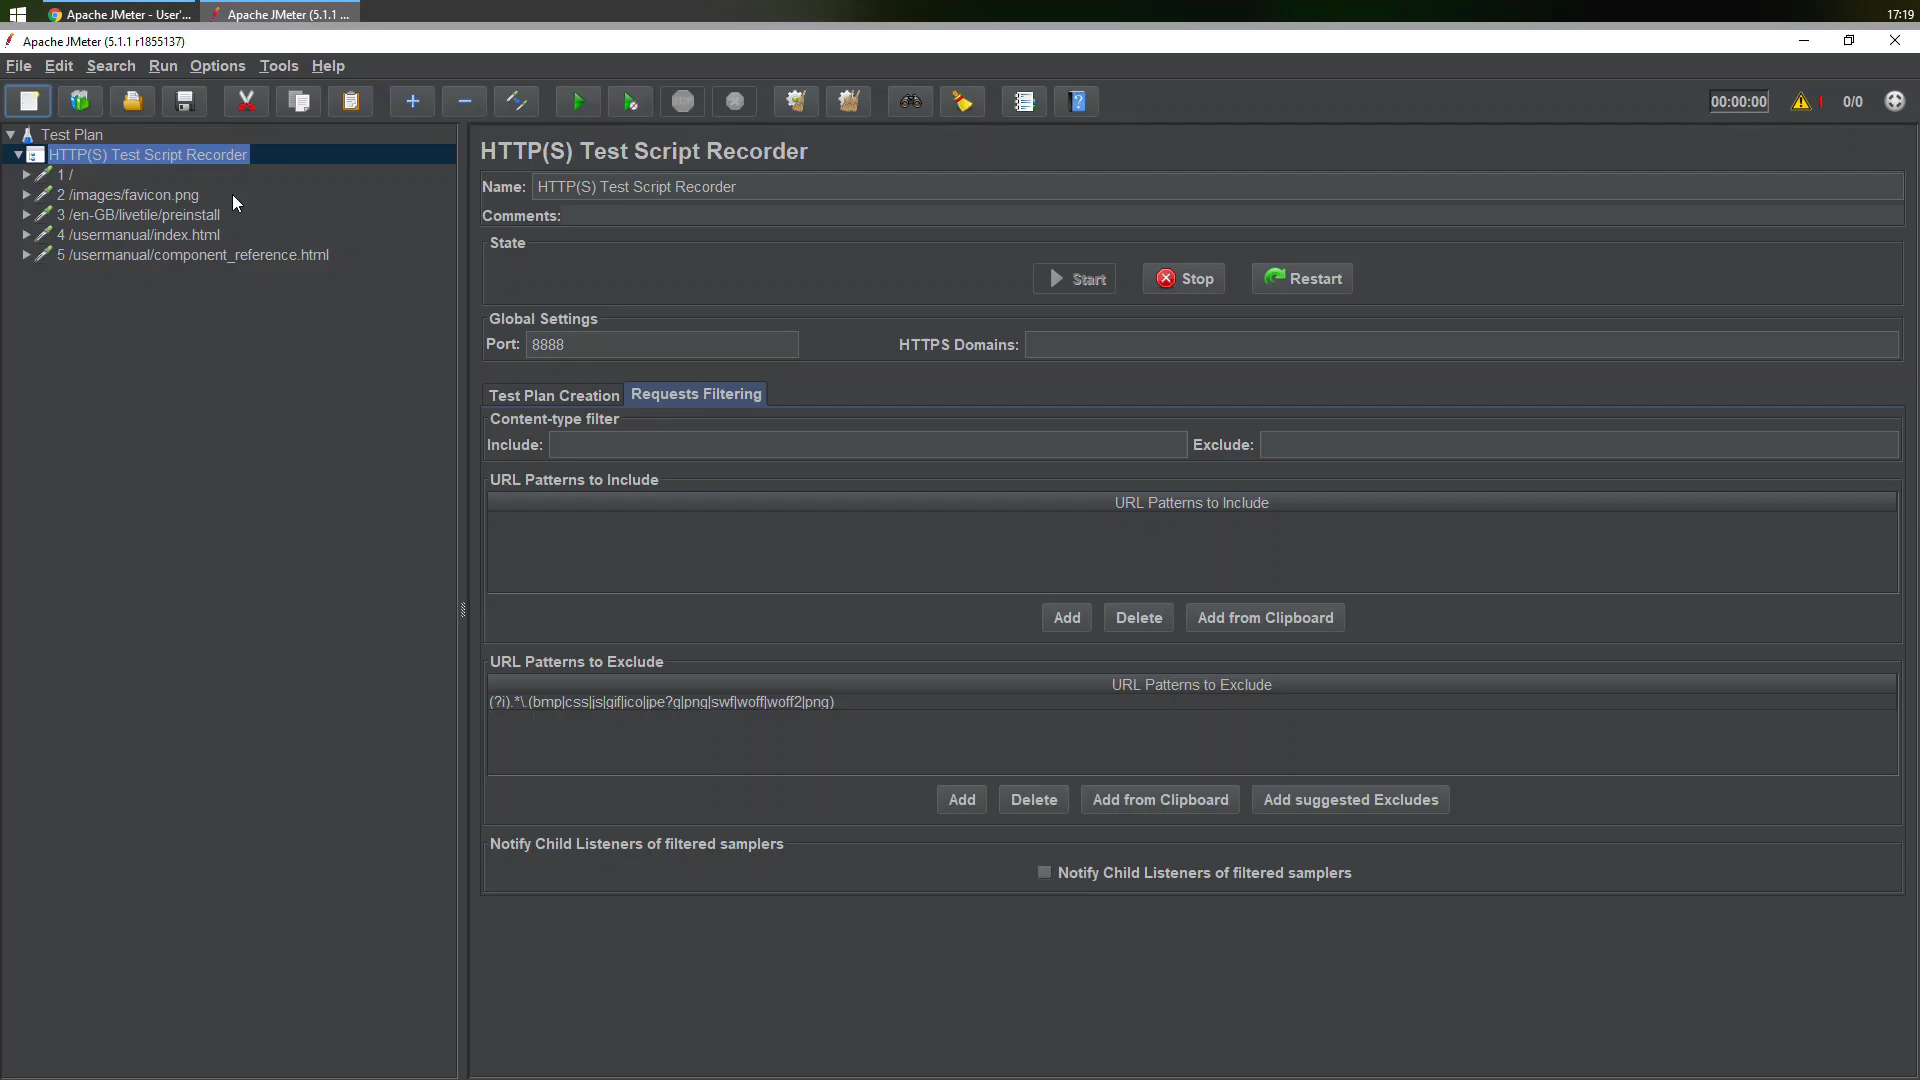 Apache JMeter - User'...
Apache JMeter (5.1.1 ...
17:19
Apache JMeter (5.1.1 r1855137)
File Edit Search Run Options Tools Help
STOP
00:00:00 1 0/0
Test Plan
HTTP(S) Test Script Recorder
1 /
2 /images/favicon.png
3 /en-GB/livetile/preinstall
4 /usermanual/index.html
5 /usermanual/component_reference.html
HTTP(S) Test Script Recorder
Name: HTTP(S) Test Script Recorder
Comments:
State
Start Stop Restart
Global Settings
Port: 8888 HTTPS Domains:
Test Plan Creation Requests Filtering
Content-type filter
Include: Exclude:
URL Patterns to Include
URL Patterns to Include
Add Delete Add from Clipboard
URL Patterns to Exclude
URL Patterns to Exclude
(?i).*\.(bmp|css|js|gif|ico|jpe?g|png|swf|woff|woff2|png)
Add Delete Add from Clipboard Add suggested Excludes
Notify Child Listeners of filtered samplers
Notify Child Listeners of filtered samplers